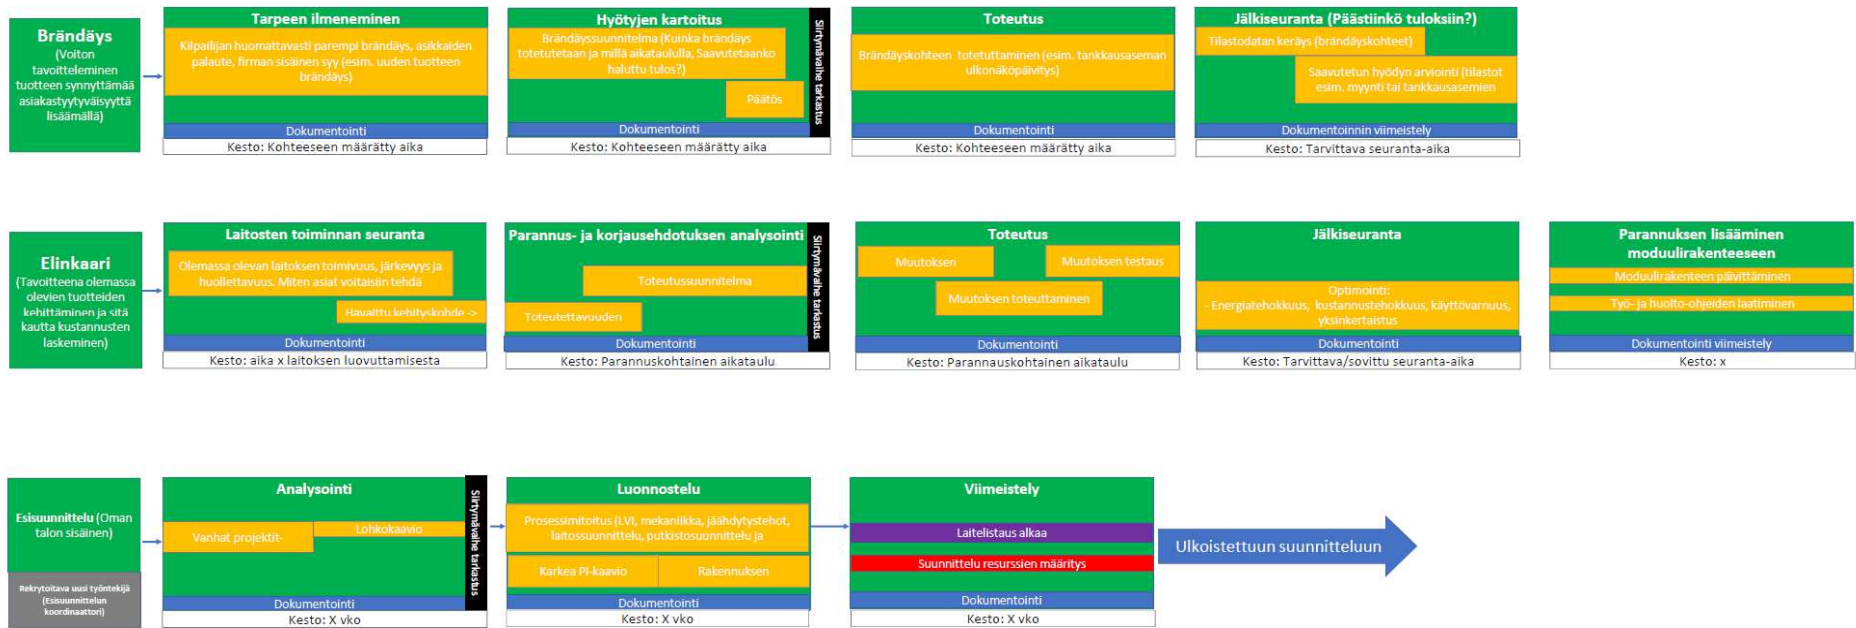 Brändäys
(Voiton
tavoitteleminen
tuotteen synnyttämää
asiakastyytyväisyyttä
lisäämällä)
Tarpeen ilmeneminen
Kilpailijan huomattavasti parempi brändäys, asikkaiden
palaute, firman sisäinen syy (esim. uuden tuotteen
brändäys)
Dokumentointi
Kesto: Kohteeseen määrätty aika
Hyötyjen kartoitus
Brändäyssuunnitelma (Kuinka brändäys
totetutetaan ja millä aikataululla, Saavutetaanko
haluttu tulos?)
Päätös
Dokumentointi
Kesto: Kohteeseen määrätty aika
Siirtymävaihe tarkastus
Toteutus
Brändäyskohteen totetuttaminen (esim. tankkausaseman
ulkonäköpäivitys)
Dokumentointi
Kesto: Kohteeseen määrätty aika
Jälkiseuranta (Päästiinkö tuloksiin?)
Tilastodatan keräys (brändäyskohteet)
Saavutetun hyödyn arviointi (tilastot
esim. myynti tai tankkausasemien
Dokumentoinnin viimeistely
Kesto: Tarvittava seuranta-aika
Elinkaari
(Tavoitteena olemassa
olevien tuotteiden
kehittäminen ja sitä
kautta kustannusten
laskeminen)
Laitosten toiminnan seuranta
Olemassa olevan laitoksen toimivuus, järkevyys ja
huollettavuus. Miten asiat voitaisiin tehdä
Havaittu kehityskohde ->
Dokumentointi
Kesto: aika x laitoksen luovuttamisesta
Parannus- ja korjausehdotuksen analysointi
Toteutussuunnitelma
Toteutettavuuden
Dokumentointi
Kesto: Parannuskohtainen aikataulu
Siirtymävaihe tarkastus
Toteutus
Muutoksen
Muutoksen testaus
Muutoksen toteuttaminen
Dokumentointi
Kesto: Parannauskohtainen aikataulu
Jälkiseuranta
Optimointi:
- Energiatehokkuus, kustannustehokkuus, käyttövarnuus,
yksinkertaistus
Dokumentointi
Kesto: Tarvittava/sovittu seuranta-aika
Parannuksen lisääminen
moduulirakenteeseen
Moduulirakenteen päivittäminen
Työ- ja huolto-ohjeiden laatiminen
Dokumentointi viimeistely
Kesto: x
Esisuunnittelu (Oman
talon sisäinen)
Rekrytoitava uusi työntekijä
(Esisuunnittelun
koordinaattori)
Analysointi
Vanhat projektit-
Lohkokaavio
Dokumentointi
Kesto: X vko
Siirtymävaihe tarkastus
Luonnostelu
Prosessimitoitus (LVI, mekaniikka, jäähdytystehot,
laitossuunnittelu, putkistosuunnittelu ja
Karkea PI-kaavio
Rakennuksen
Dokumentointi
Kesto: X vko
Viimeistely
Laitelistaus alkaa
Suunnittelu resurssien määritys
Dokumentointi
Kesto: X vko
Ulkoistettuun suunnitteluun